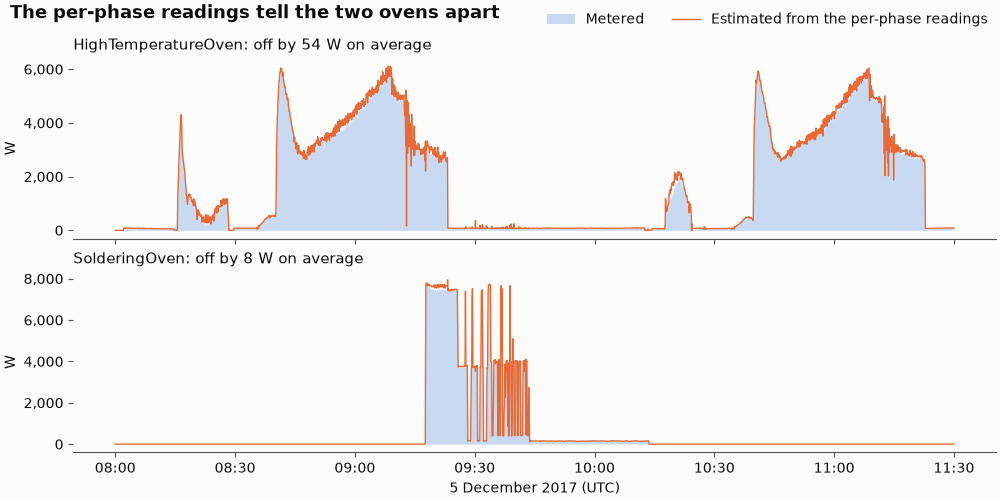 The per-phase readings tell the two ovens apart
Metered
Estimated from the per-phase readings
HighTemperatureOven: off by 54 W on average
6,000
4,000
2,000
0
W
SolderingOven: off by 8 W on average
8,000
6,000
4,000
2,000
0
W
08:00 08:30 09:00 09:30 10:00 10:30 11:00 11:30
5 December 2017 (UTC)